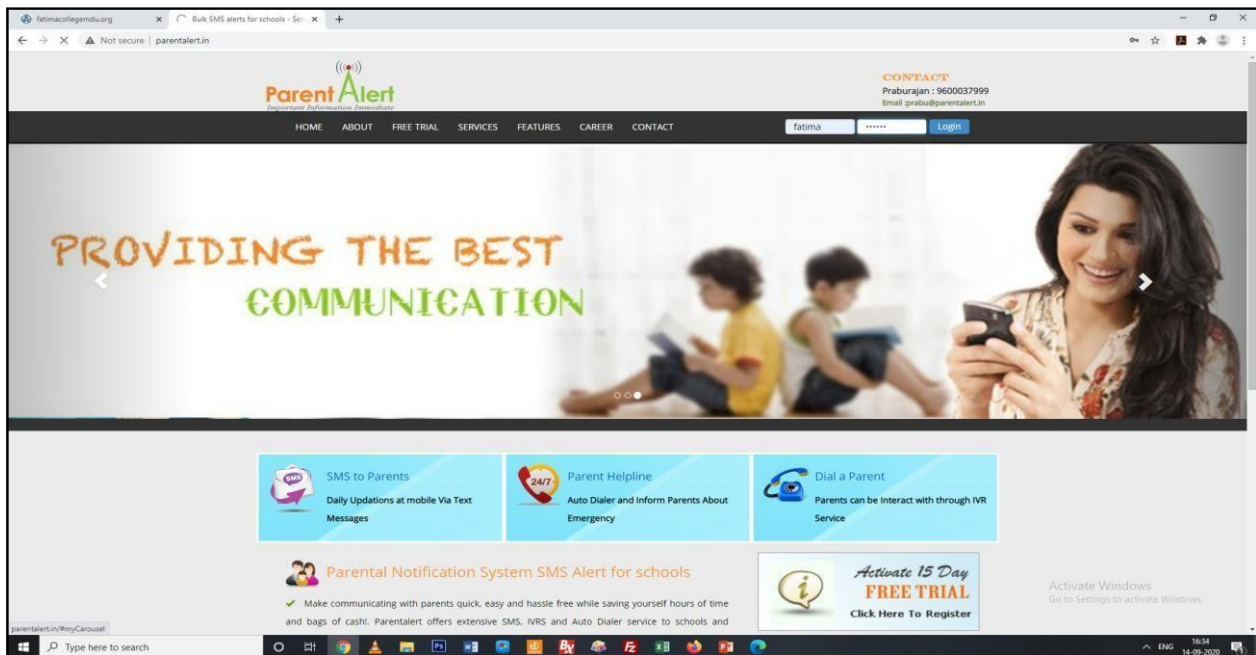 fatimacollegemdu.org
Bulk SMS alerts for schools - Sen
Not secure | parentalert.in
Parent Alert
Important Information Immediate
CONTACT
Praburajan : 9600037999
Email :prabu@parentalert.in
HOME ABOUT FREE TRIAL SERVICES FEATURES CAREER CONTACT
fatima
Login
PROVIDING THE BEST
COMMUNICATION
SMS
SMS to Parents
Daily Updations at mobile Via Text
Messages
24/7
Parent Helpline
Auto Dialer and Inform Parents About
Emergency
Dial a Parent
Parents can be Interact with through IVR
Service
Parental Notification System SMS Alert for schools
Make communicating with parents quick, easy and hassle free while saving yourself hours of time
and bags of cash!. Parentalert offers extensive SMS, IVRS and Auto Dialer service to schools and
Activate 15 Day
FREE TRIAL
Click Here To Register
Activate Windows
Go to Settings to activate Windows.
parentalert.in/#myCarousel
Type here to search
ENG
16:34
14-09-2020